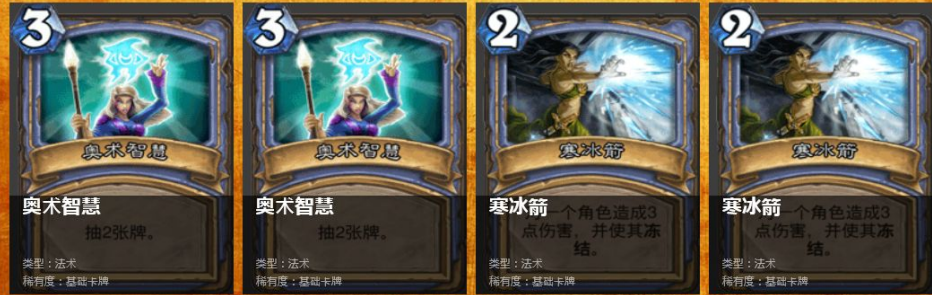 3
奥术智慧
奥术智慧
抽2张牌。
类型：法术
稀有度：基础卡牌
3
奥术智慧
奥术智慧
抽2张牌。
类型：法术
稀有度：基础卡牌
2
寒冰箭
寒冰箭
一个角色造成3
点伤害，并使其冻
结。
类型：法术
稀有度：基础卡牌
2
寒冰箭
寒冰箭
一个角色造成3
点伤害，并使其冻
结。
类型：法术
稀有度：基础卡牌